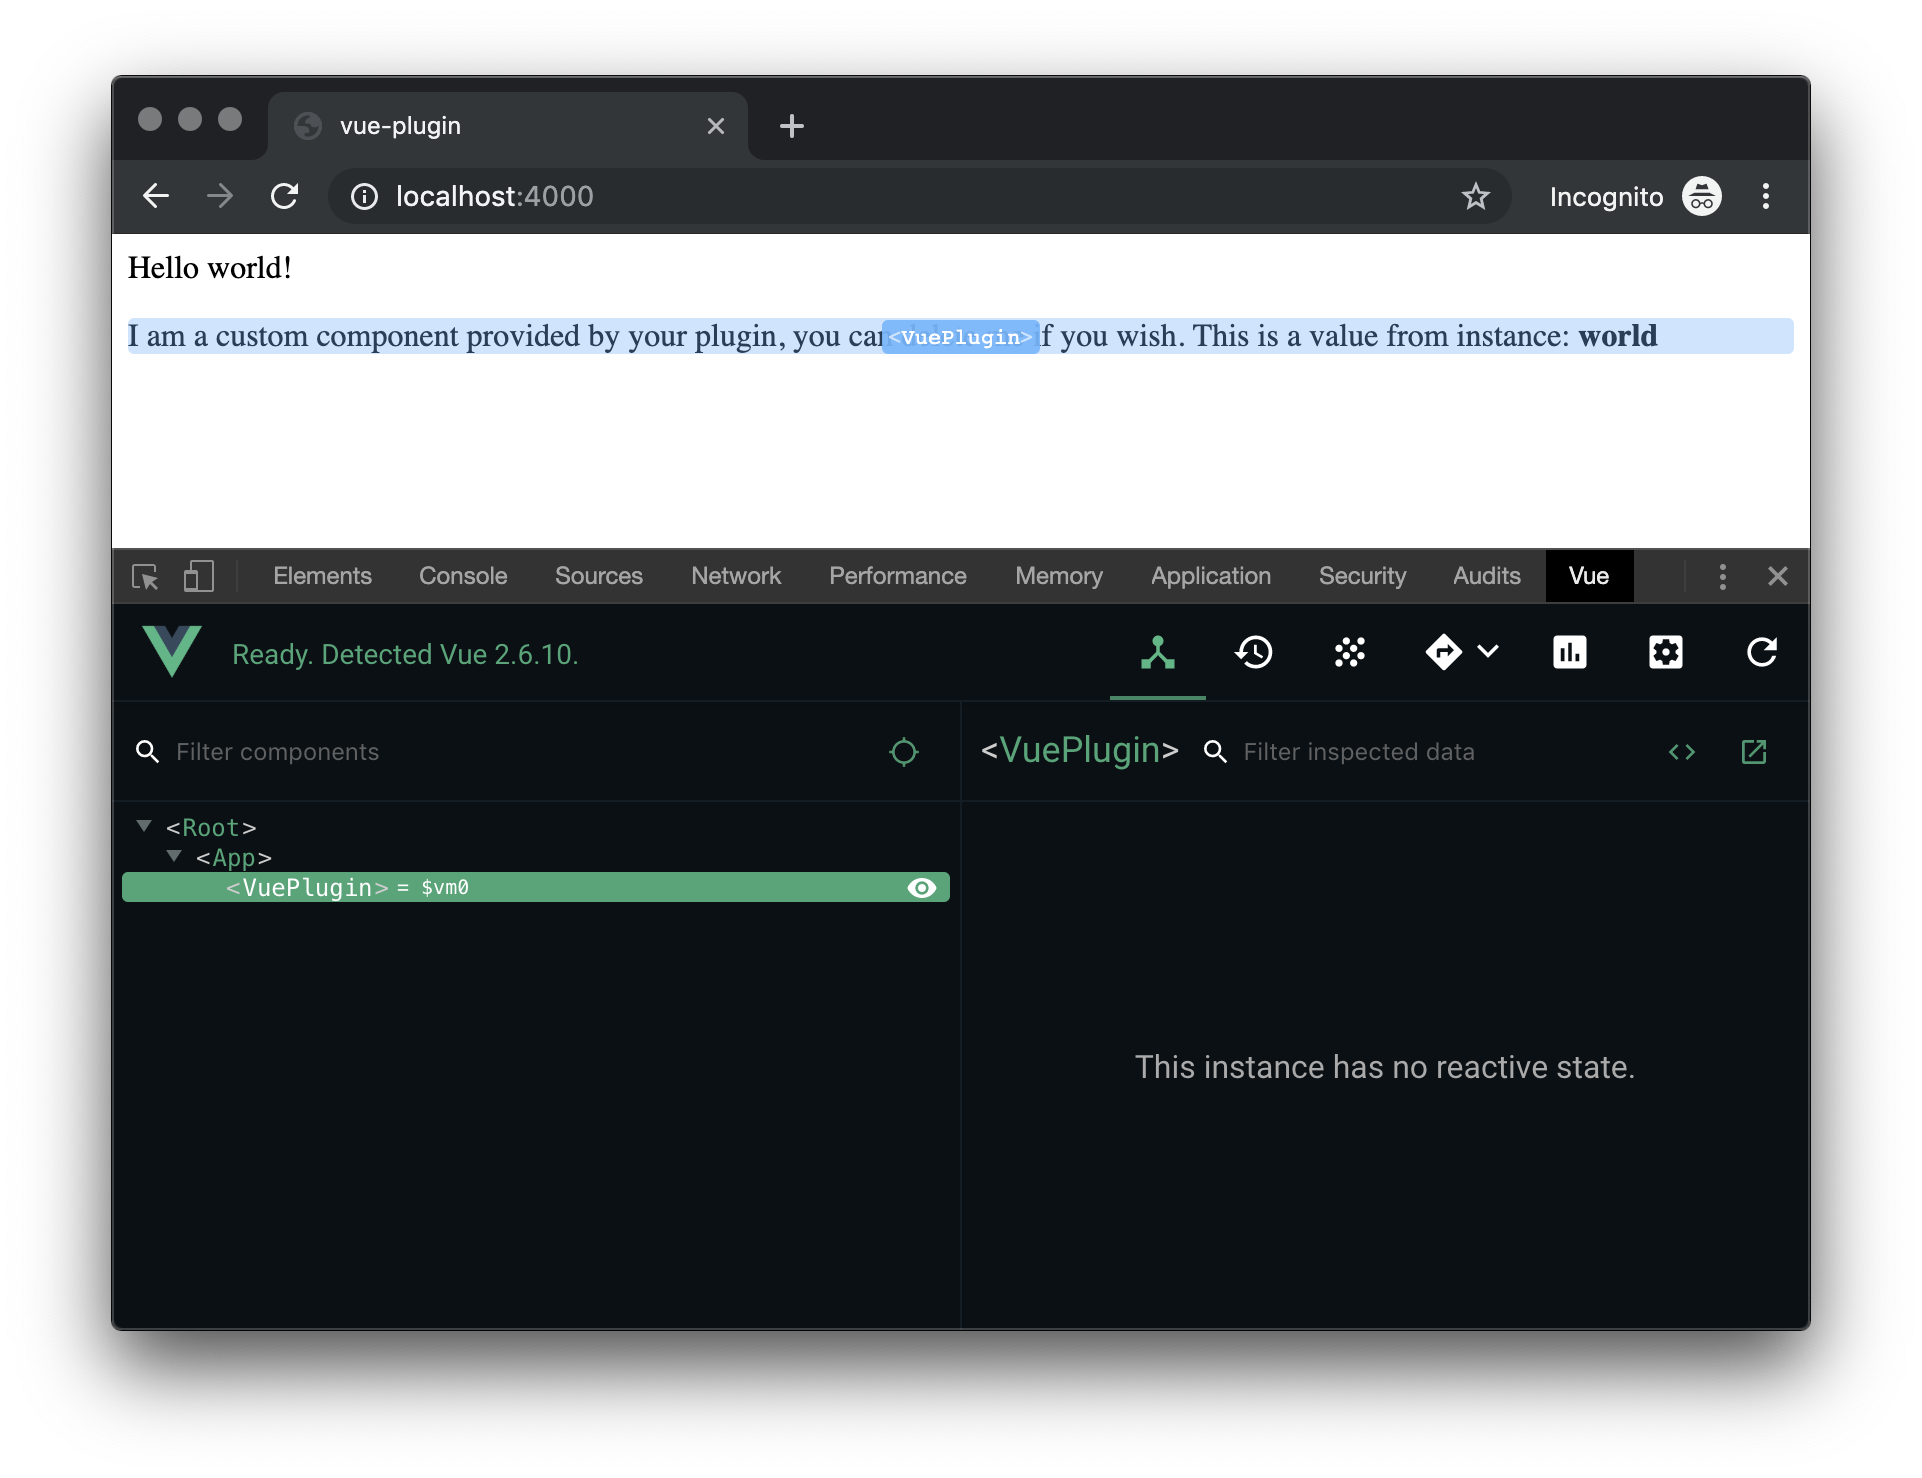 vue-plugin
localhost:4000
Incognito
Hello world!
I am a custom component provided by your plugin, you can <VuePlugin> if you wish. This is a value from instance: world
Elements Console Sources Network Performance Memory Application Security Audits Vue
Ready. Detected Vue 2.6.10.
Filter components
<VuePlugin> Filter inspected data
<Root>
<App>
<VuePlugin> = $vm0
This instance has no reactive state.